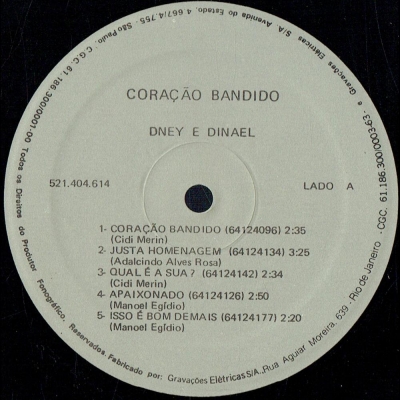 CORAÇÃO BANDIDO
DNEY E DINAEL
521.404.614
LADO A
1- CORAÇÃO BANDIDO (64124096) 2:35
(Cidi Merin)
2- JUSTA HOMENAGEM (64124134) 3:25
(Adalcindo Alves Rosa)
3- QUAL É A SUA? (64124142) 2:34
(Cidi Merin)
4- APAIXONADO (64124126) 2:50
(Manoel Egídio)
5- ISSO É BOM DEMAIS (64124177) 2:20
(Manoel Egídio)
Todos os Direitos do Produtor Fonográfico. Reservados. Fabricado por: Gravações Elétricas S/A. Rua Aguiar Moreira, 639 - Rio de Janeiro - CGC. 61.186.300/0003-63 - e Gravações Elétricas S/A Avenida do Estado, 4.667/4.755 - São Paulo - C.G.C. 61.186.300/0001-00